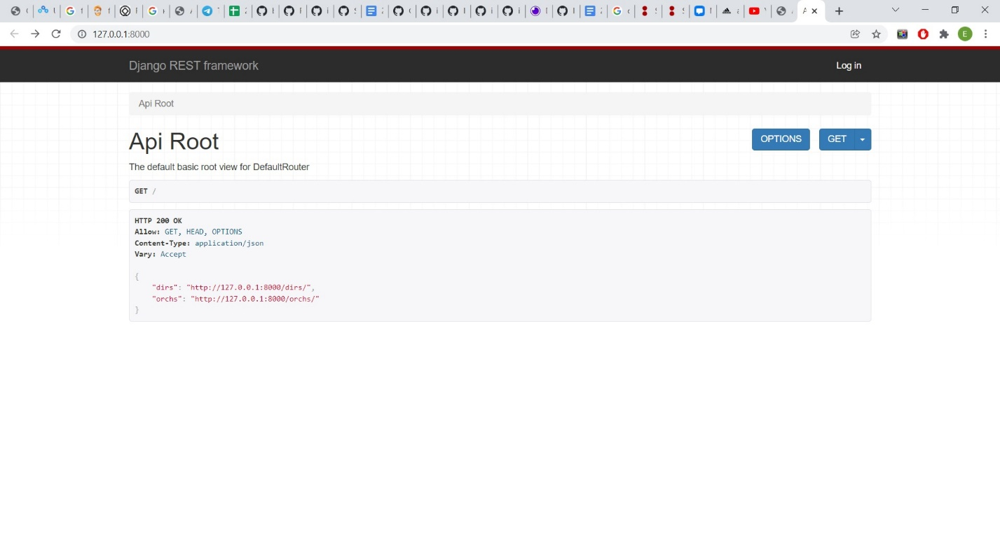 127.0.0.1:8000
E
Django REST framework
Log in
Api Root
Api Root
OPTIONS
GET
The default basic root view for DefaultRouter
GET /
HTTP 200 OK
Allow: GET, HEAD, OPTIONS
Content-Type: application/json
Vary: Accept
{
    "dirs": "http://127.0.0.1:8000/dirs/",
    "orchs": "http://127.0.0.1:8000/orchs/"
}